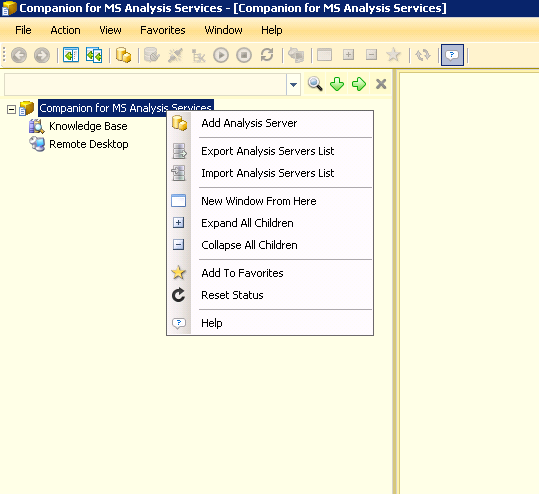 Companion for MS Analysis Services - [Companion for MS Analysis Services]
File Action View Favorites Window Help
Companion for MS Analysis Services
Knowledge Base
Remote Desktop
Add Analysis Server
Export Analysis Servers List
Import Analysis Servers List
New Window From Here
Expand All Children
Collapse All Children
Add To Favorites
Reset Status
Help